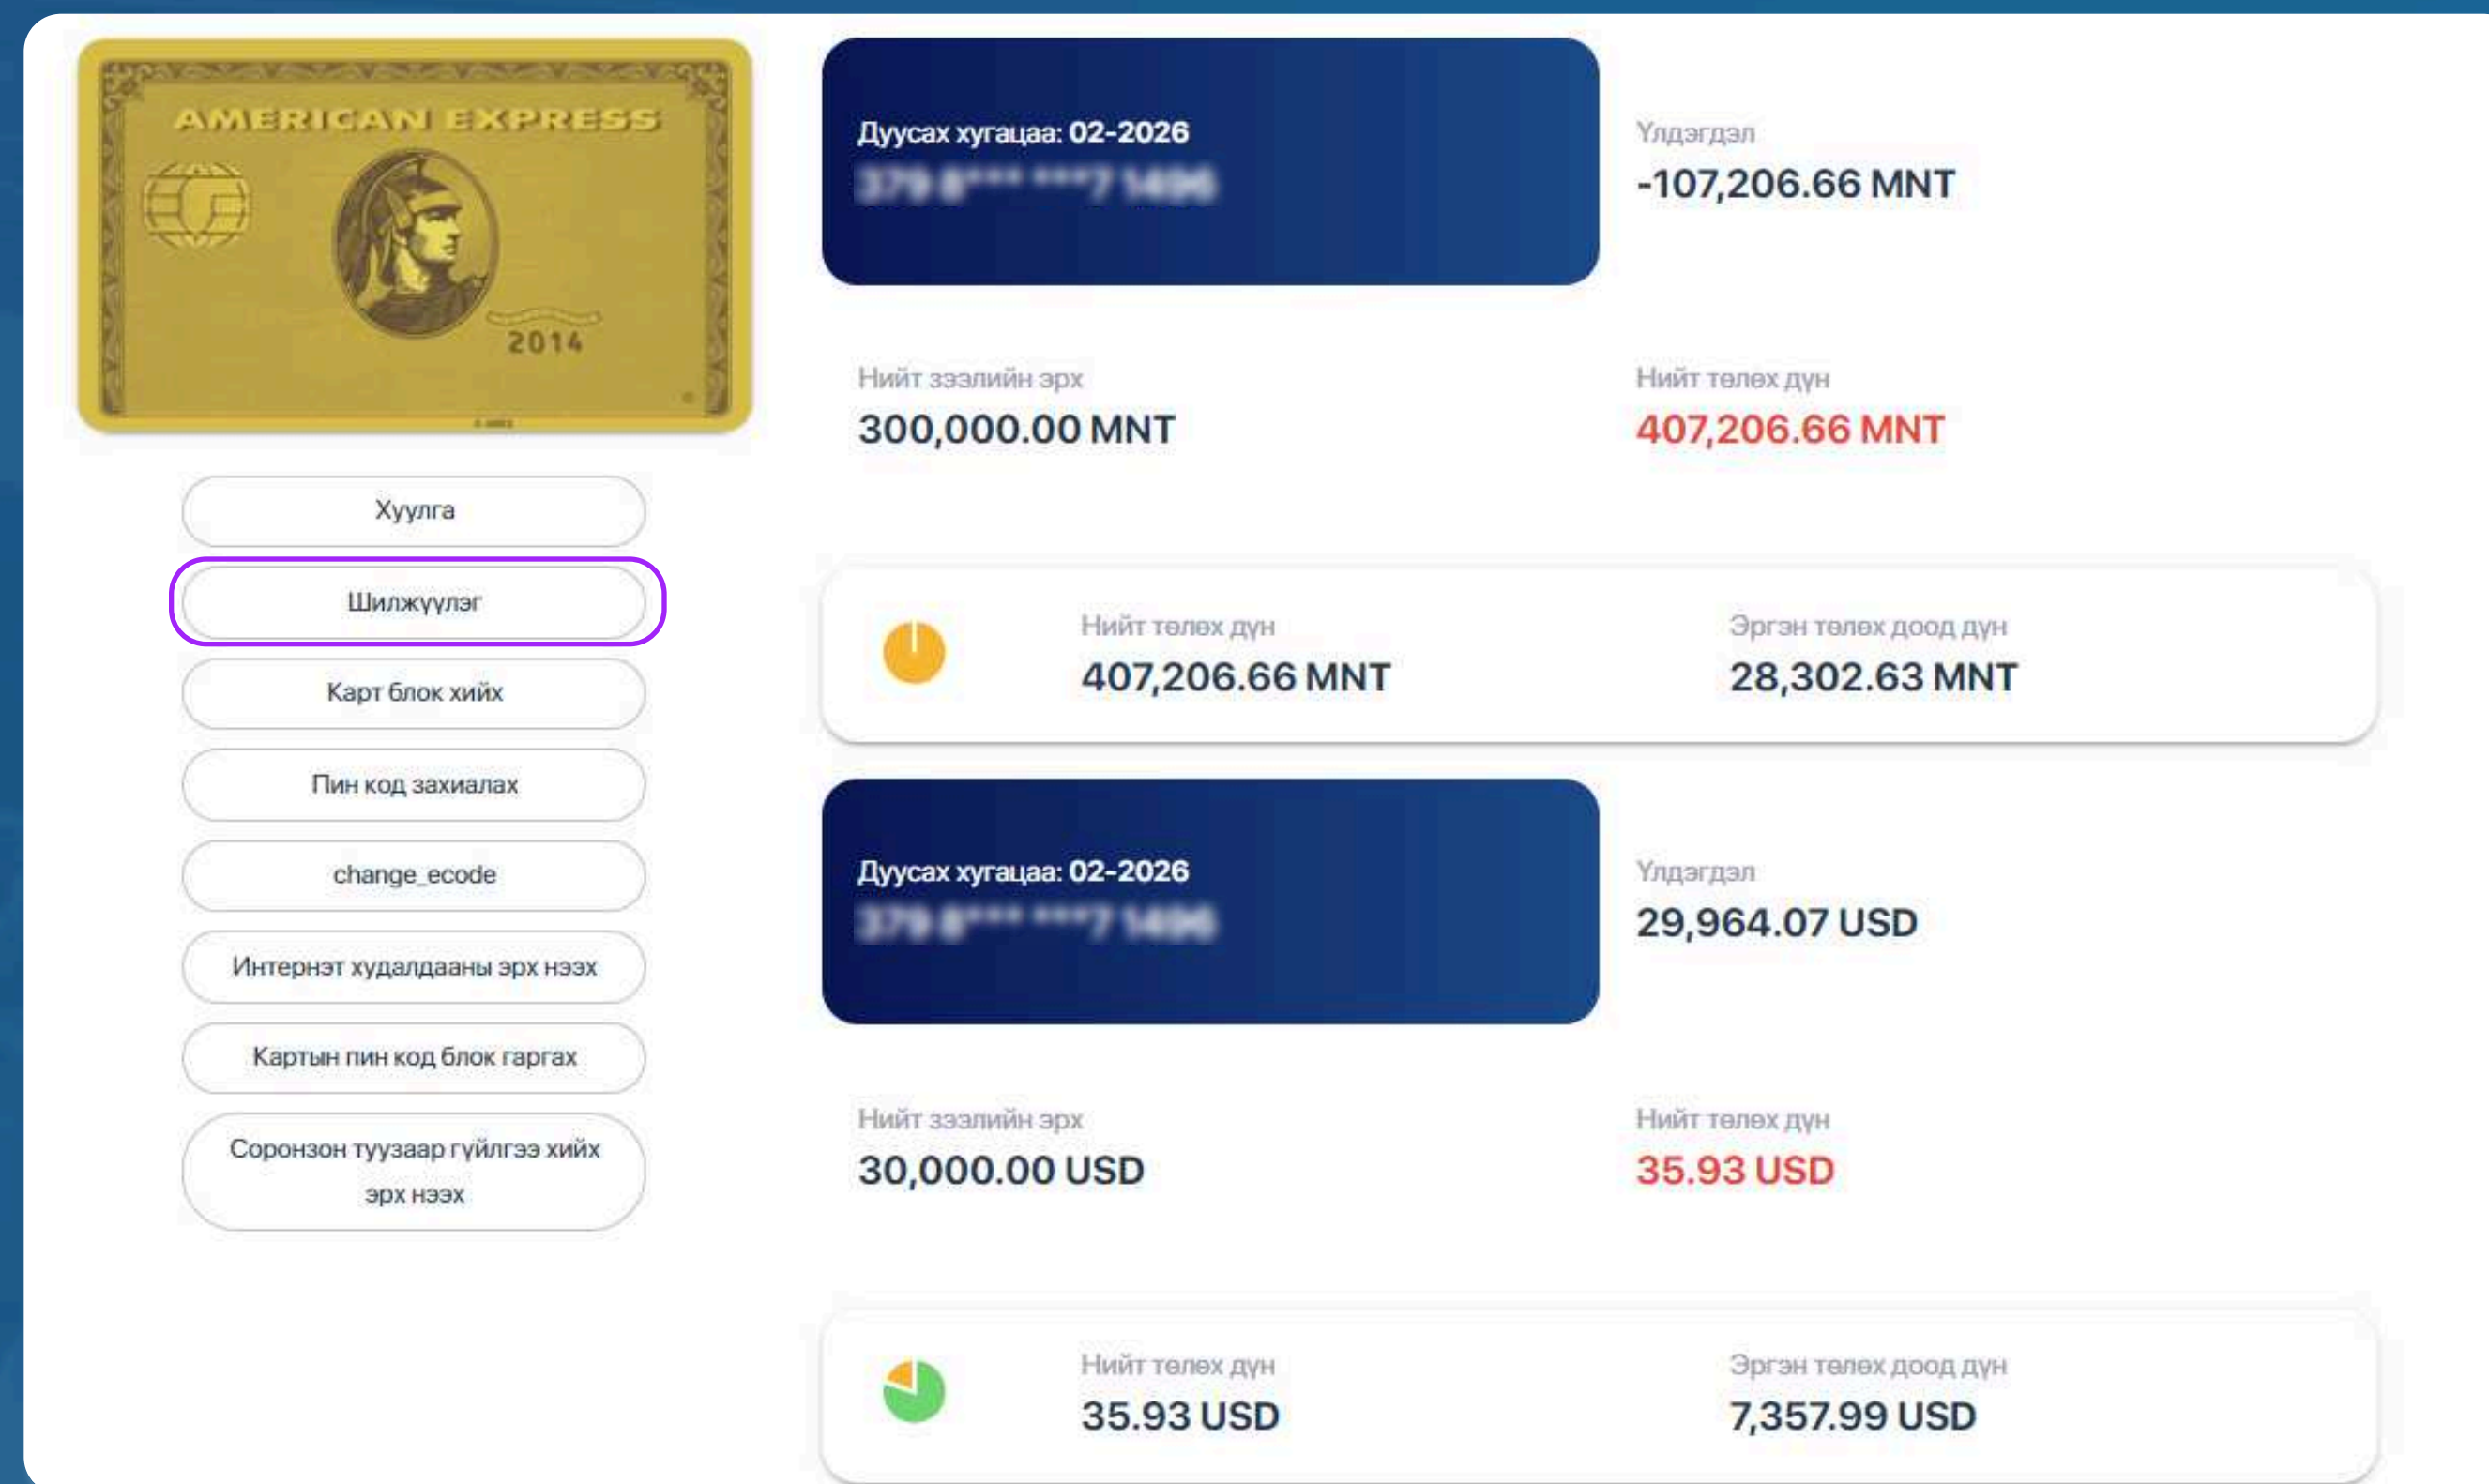 AMERICAN EXPRESS
2014
Хуулга
Шилжүүлэг
Карт блок хийх
Пин код захиалах
change_ecode
Интернэт худалдааны эрх нээх
Картын пин код блок гаргах
Соронзон туузаар гүйлгээ хийх
эрх нээх
Дуусах хугацаа: 02-2026
Үлдэгдэл
-107,206.66 MNT
Нийт зээлийн эрх
300,000.00 MNT
Нийт төлөх дүн
407,206.66 MNT
Нийт төлөх дүн
407,206.66 MNT
Эргэн төлөх доод дүн
28,302.63 MNT
Дуусах хугацаа: 02-2026
Үлдэгдэл
29,964.07 USD
Нийт зээлийн эрх
30,000.00 USD
Нийт төлөх дүн
35.93 USD
Нийт төлөх дүн
35.93 USD
Эргэн төлөх доод дүн
7,357.99 USD